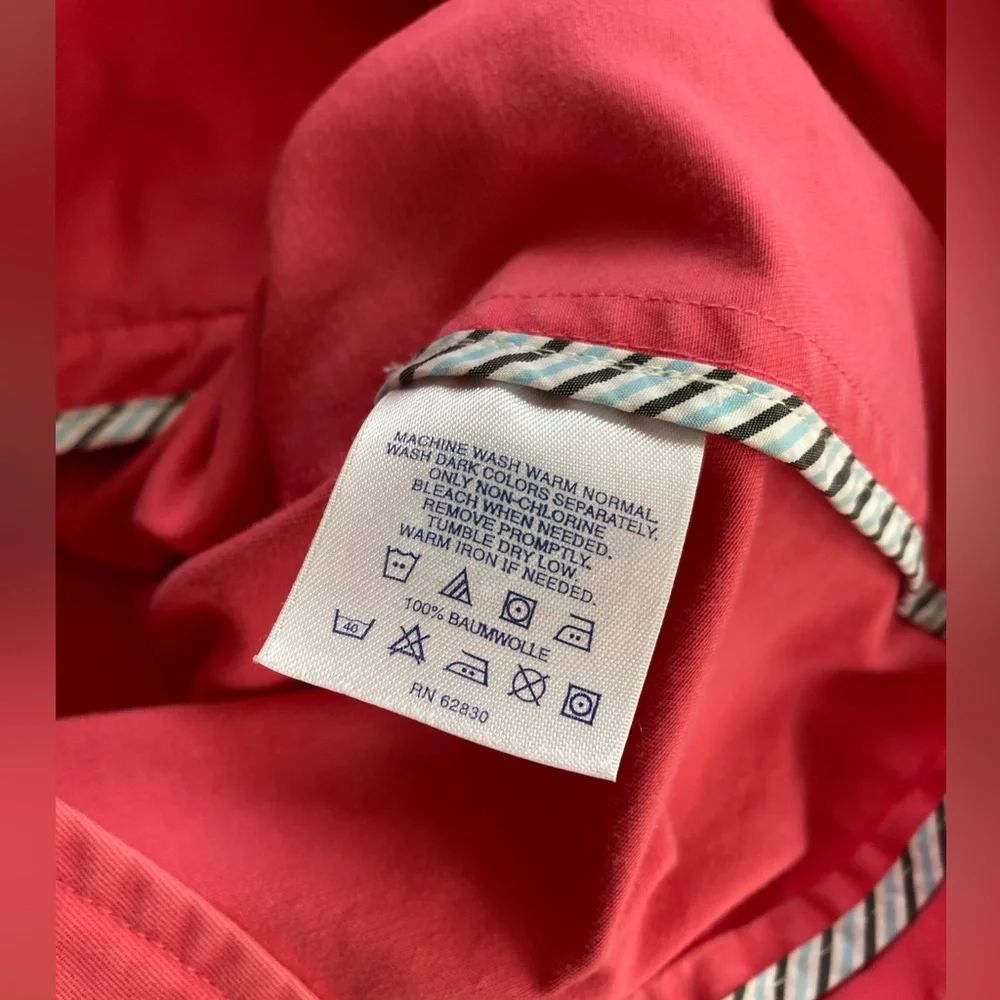 MACHINE WASH WARM NORMAL.
WASH DARK COLORS SEPARATELY.
ONLY NON-CHLORINE
BLEACH WHEN NEEDED.
REMOVE PROMPTLY.
TUMBLE DRY LOW.
WARM IRON IF NEEDED.
100% BAUMWOLLE
40
RN 62830